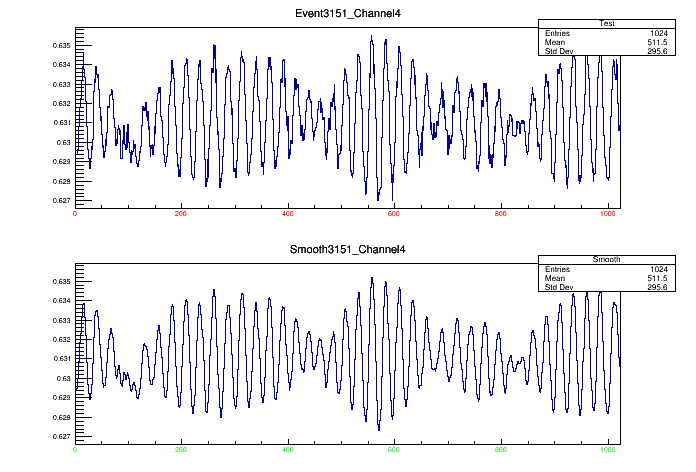 Event3151_Channel4
Test
Entries 1024
Mean 511.5
Std Dev 295.6
0.635
0.634
0.633
0.632
0.631
0.63
0.629
0.628
0.627
0 200 400 600 800 1000
Smooth3151_Channel4
Smooth
Entries 1024
Mean 511.5
Std Dev 295.6
0.635
0.634
0.633
0.632
0.631
0.63
0.629
0.628
0.627
0 200 400 600 800 1000